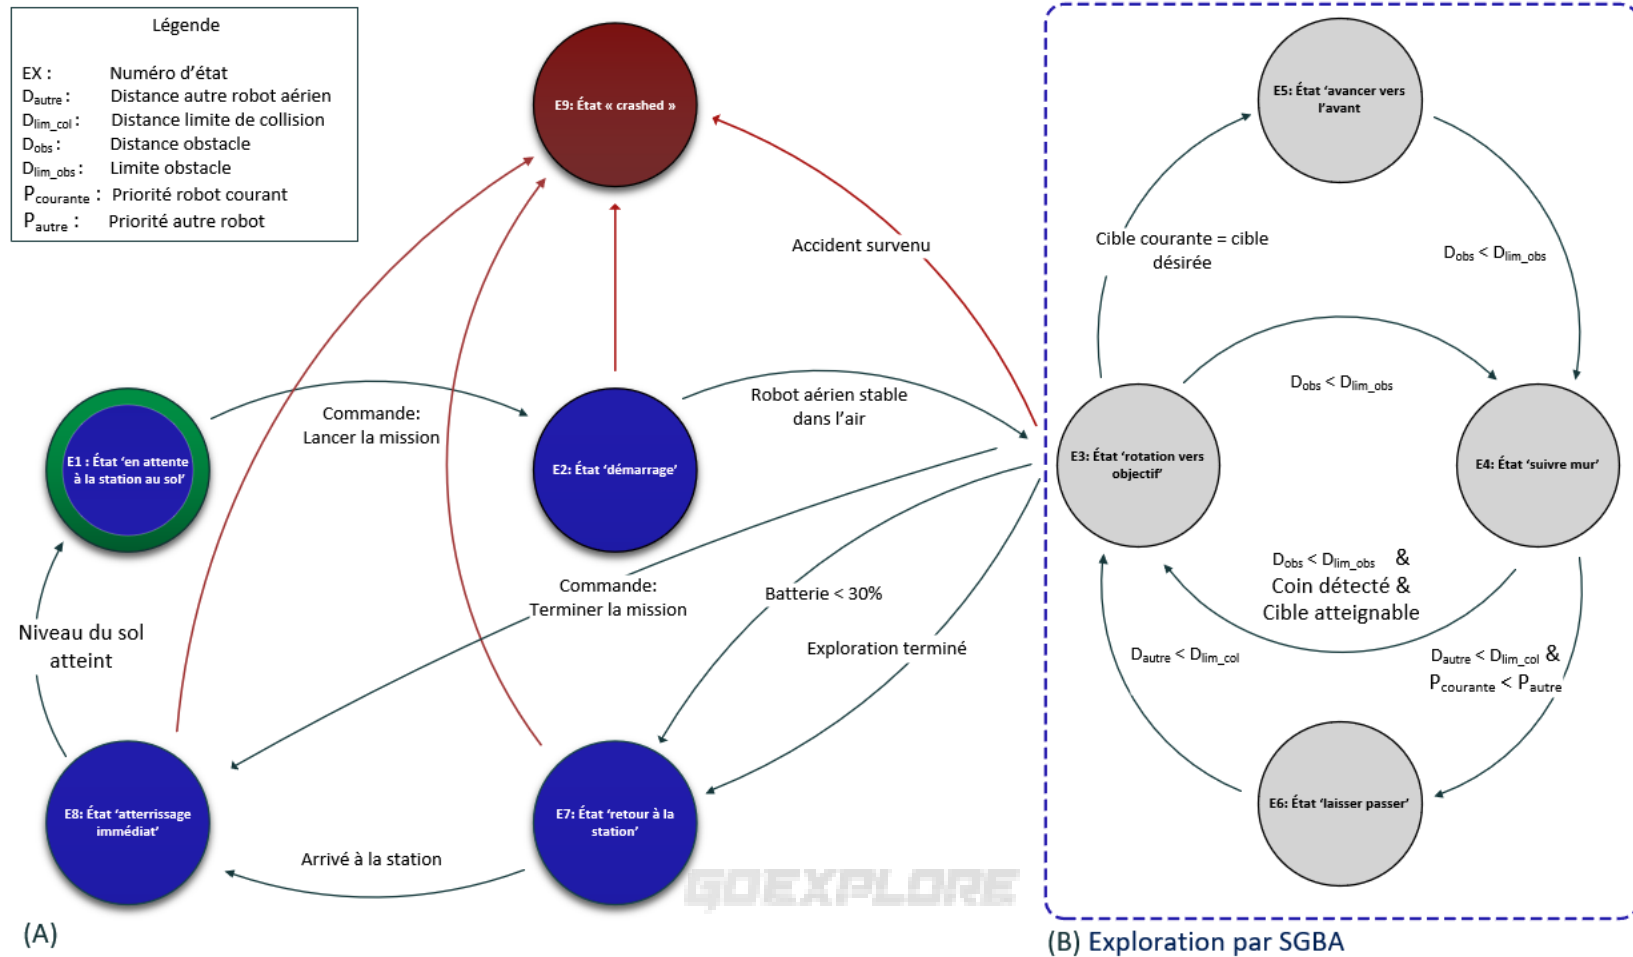 Légende
EX : Numéro d'état
Dautre : Distance autre robot aérien
Dlim_col : Distance limite de collision
Dobs : Distance obstacle
Dlim_obs : Limite obstacle
Pcourante : Priorité robot courant
Pautre : Priorité autre robot
E9: État « crashed »
E5: État 'avancer vers
l'avant
Accident survenu
Cible courante = cible
désirée
Dobs < Dlim_obs
Dobs < Dlim_obs
Commande:
Lancer la mission
Robot aérien stable
dans l'air
E1 : État 'en attente
à la station au sol'
E2: État 'démarrage'
E3: État 'rotation vers
objectif'
E4: État 'suivre mur'
Commande:
Terminer la mission
Batterie < 30%
Exploration terminé
Dobs < Dlim_obs &
Coin détecté &
Cible atteignable
Niveau du sol
atteint
Dautre < Dlim_col
Dautre < Dlim_col &
Pcourante < Pautre
E8: État 'atterrissage
immédiat'
E7: État 'retour à la
station'
E6: État 'laisser passer'
Arrivé à la station
GOEXPLORE
(A)
(B) Exploration par SGBA